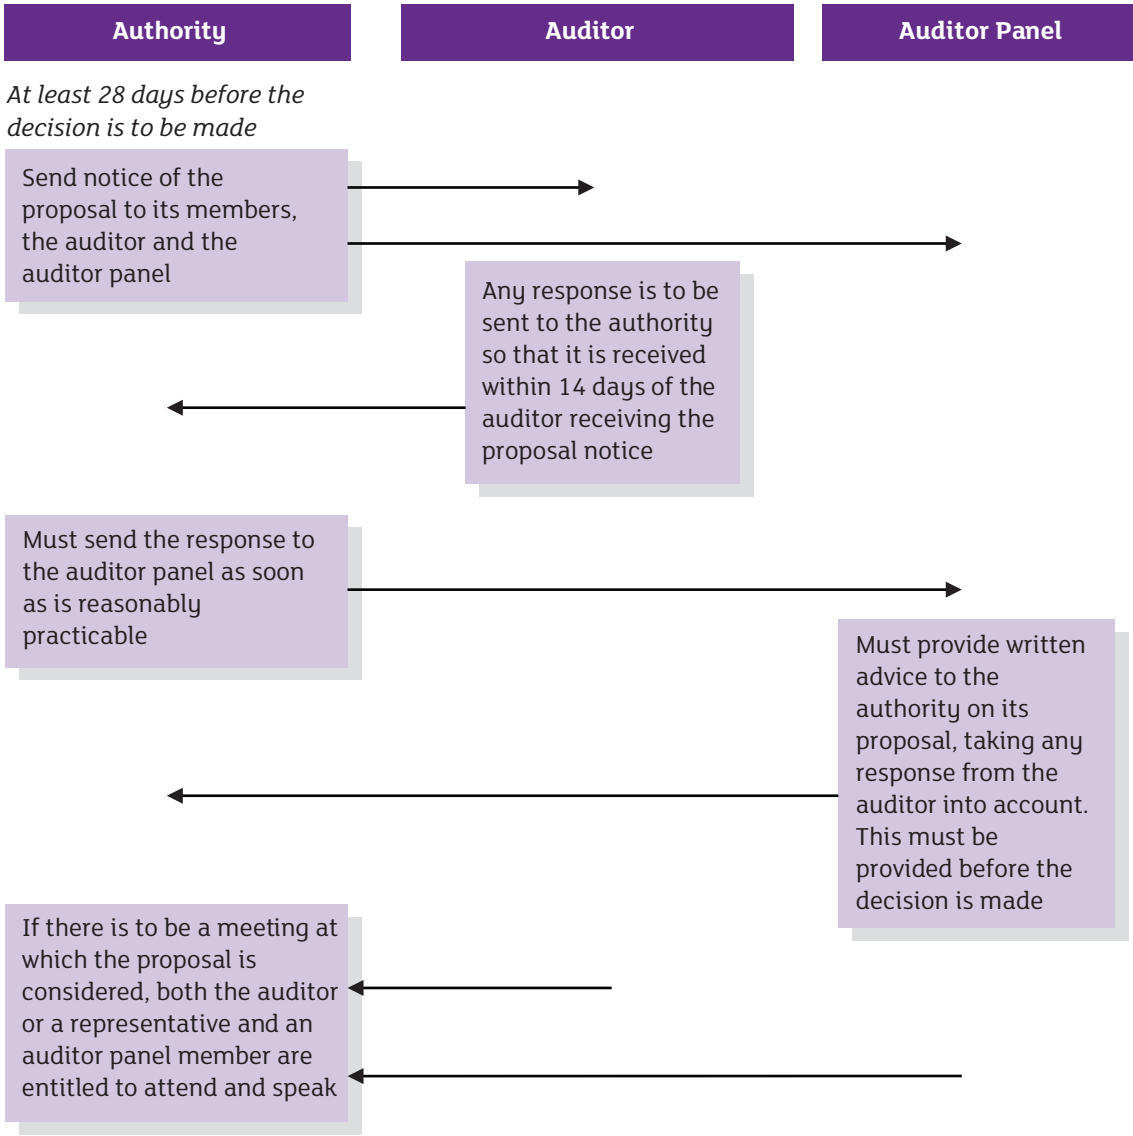 Authority
Auditor
Auditor Panel
At least 28 days before the
decision is to be made
Send notice of the
proposal to its members,
the auditor and the
auditor panel
Any response is to be
sent to the authority
so that it is received
within 14 days of the
auditor receiving the
proposal notice
Must send the response to
the auditor panel as soon
as is reasonably
practicable
Must provide written
advice to the
authority on its
proposal, taking any
response from the
auditor into account.
This must be
provided before the
decision is made
If there is to be a meeting at
which the proposal is
considered, both the auditor
or a representative and an
auditor panel member are
entitled to attend and speak